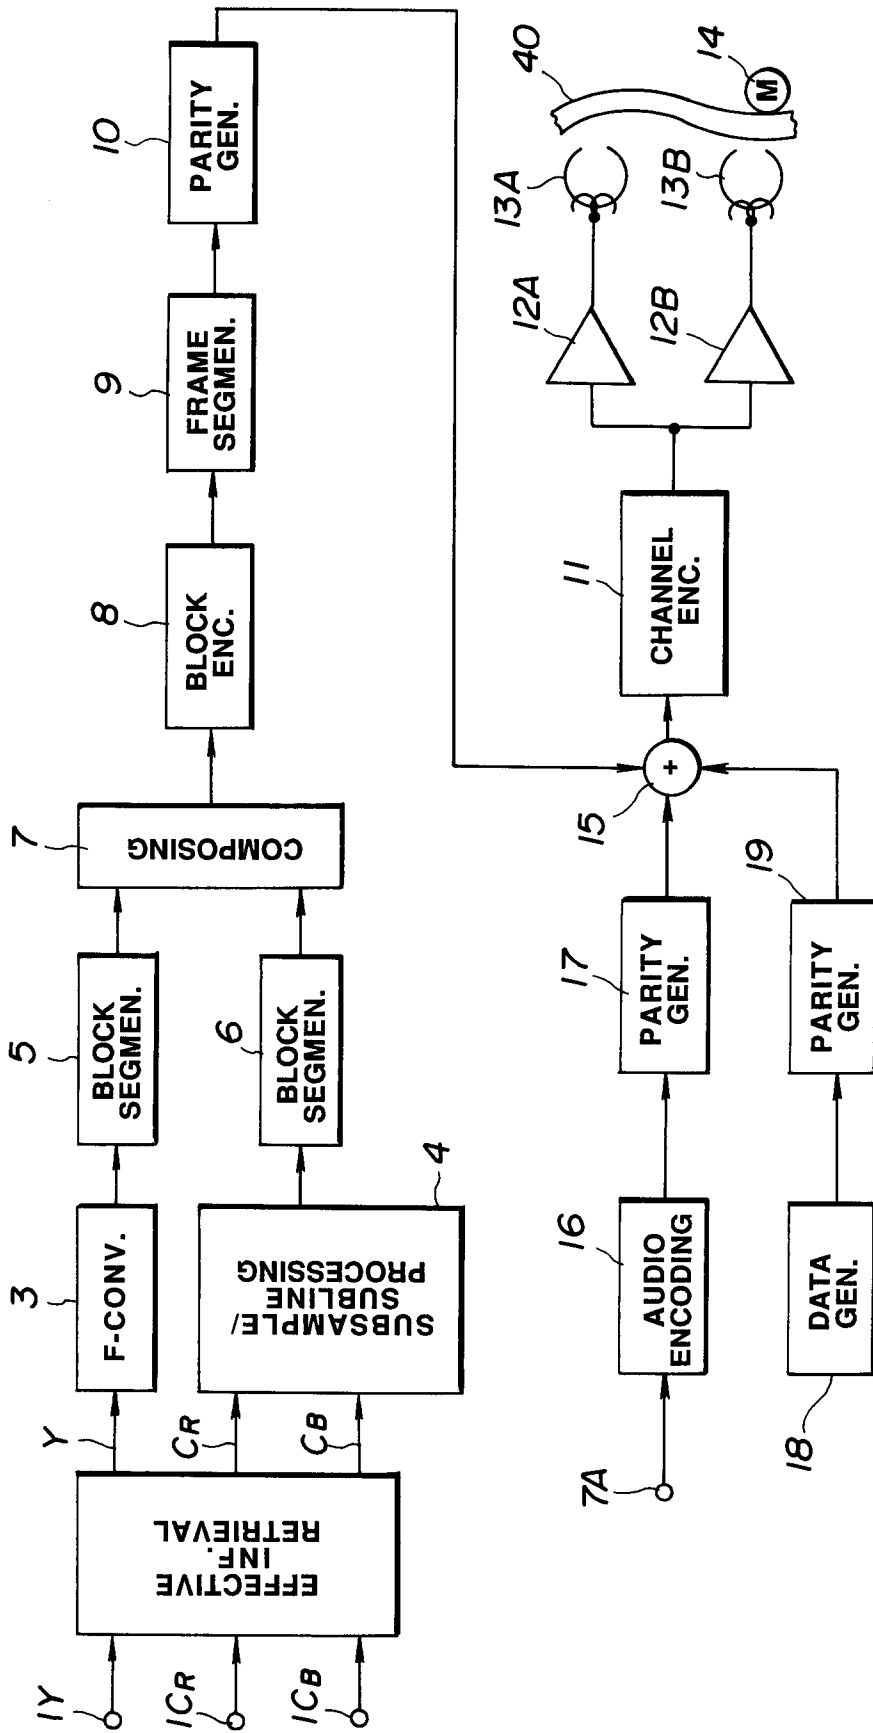 1Y
1CR
1CB
EFFECTIVE
INF.
RETRIEVAL
Y
CR
CB
3
F-CONV.
SUBSAMPLE/
SUBLINE
PROCESSING
4
5
BLOCK
SEGMEN.
6
BLOCK
SEGMEN.
7
COMPOSING
8
BLOCK
ENC.
9
FRAME
SEGMEN.
10
PARITY
GEN.
7A
16
AUDIO
ENCODING
17
PARITY
GEN.
18
DATA
GEN.
19
PARITY
GEN.
15
+
11
CHANNEL
ENC.
12A
12B
13A
13B
40
14
M